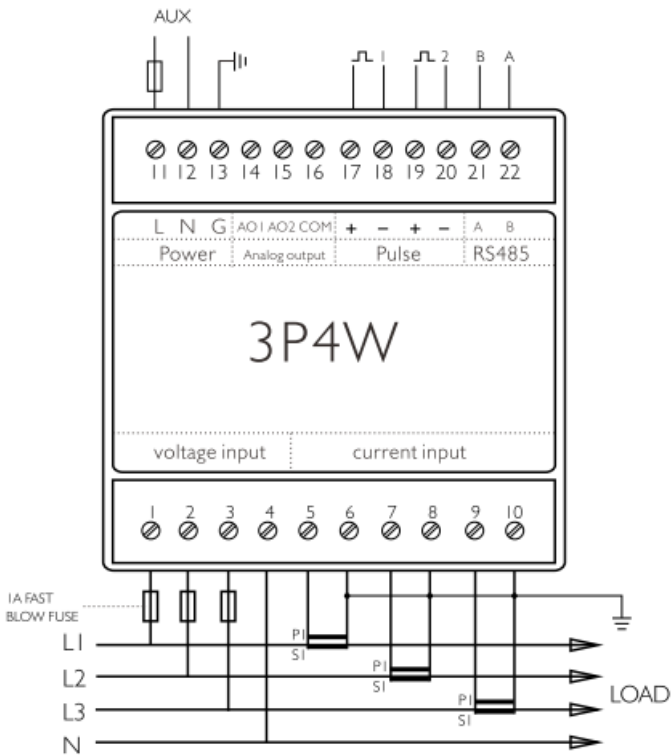 AUX
1 2 B A
11 12 13 14 15 16 17 18 19 20 21 22
L N G AO1 AO2 COM + - + - A B
Power Analog output Pulse RS485
3P4W
voltage input current input
1 2 3 4 5 6 7 8 9 10
1A FAST
BLOW FUSE
L1 P1
S1
L2 P1
S1
L3 P1
S1
LOAD
N